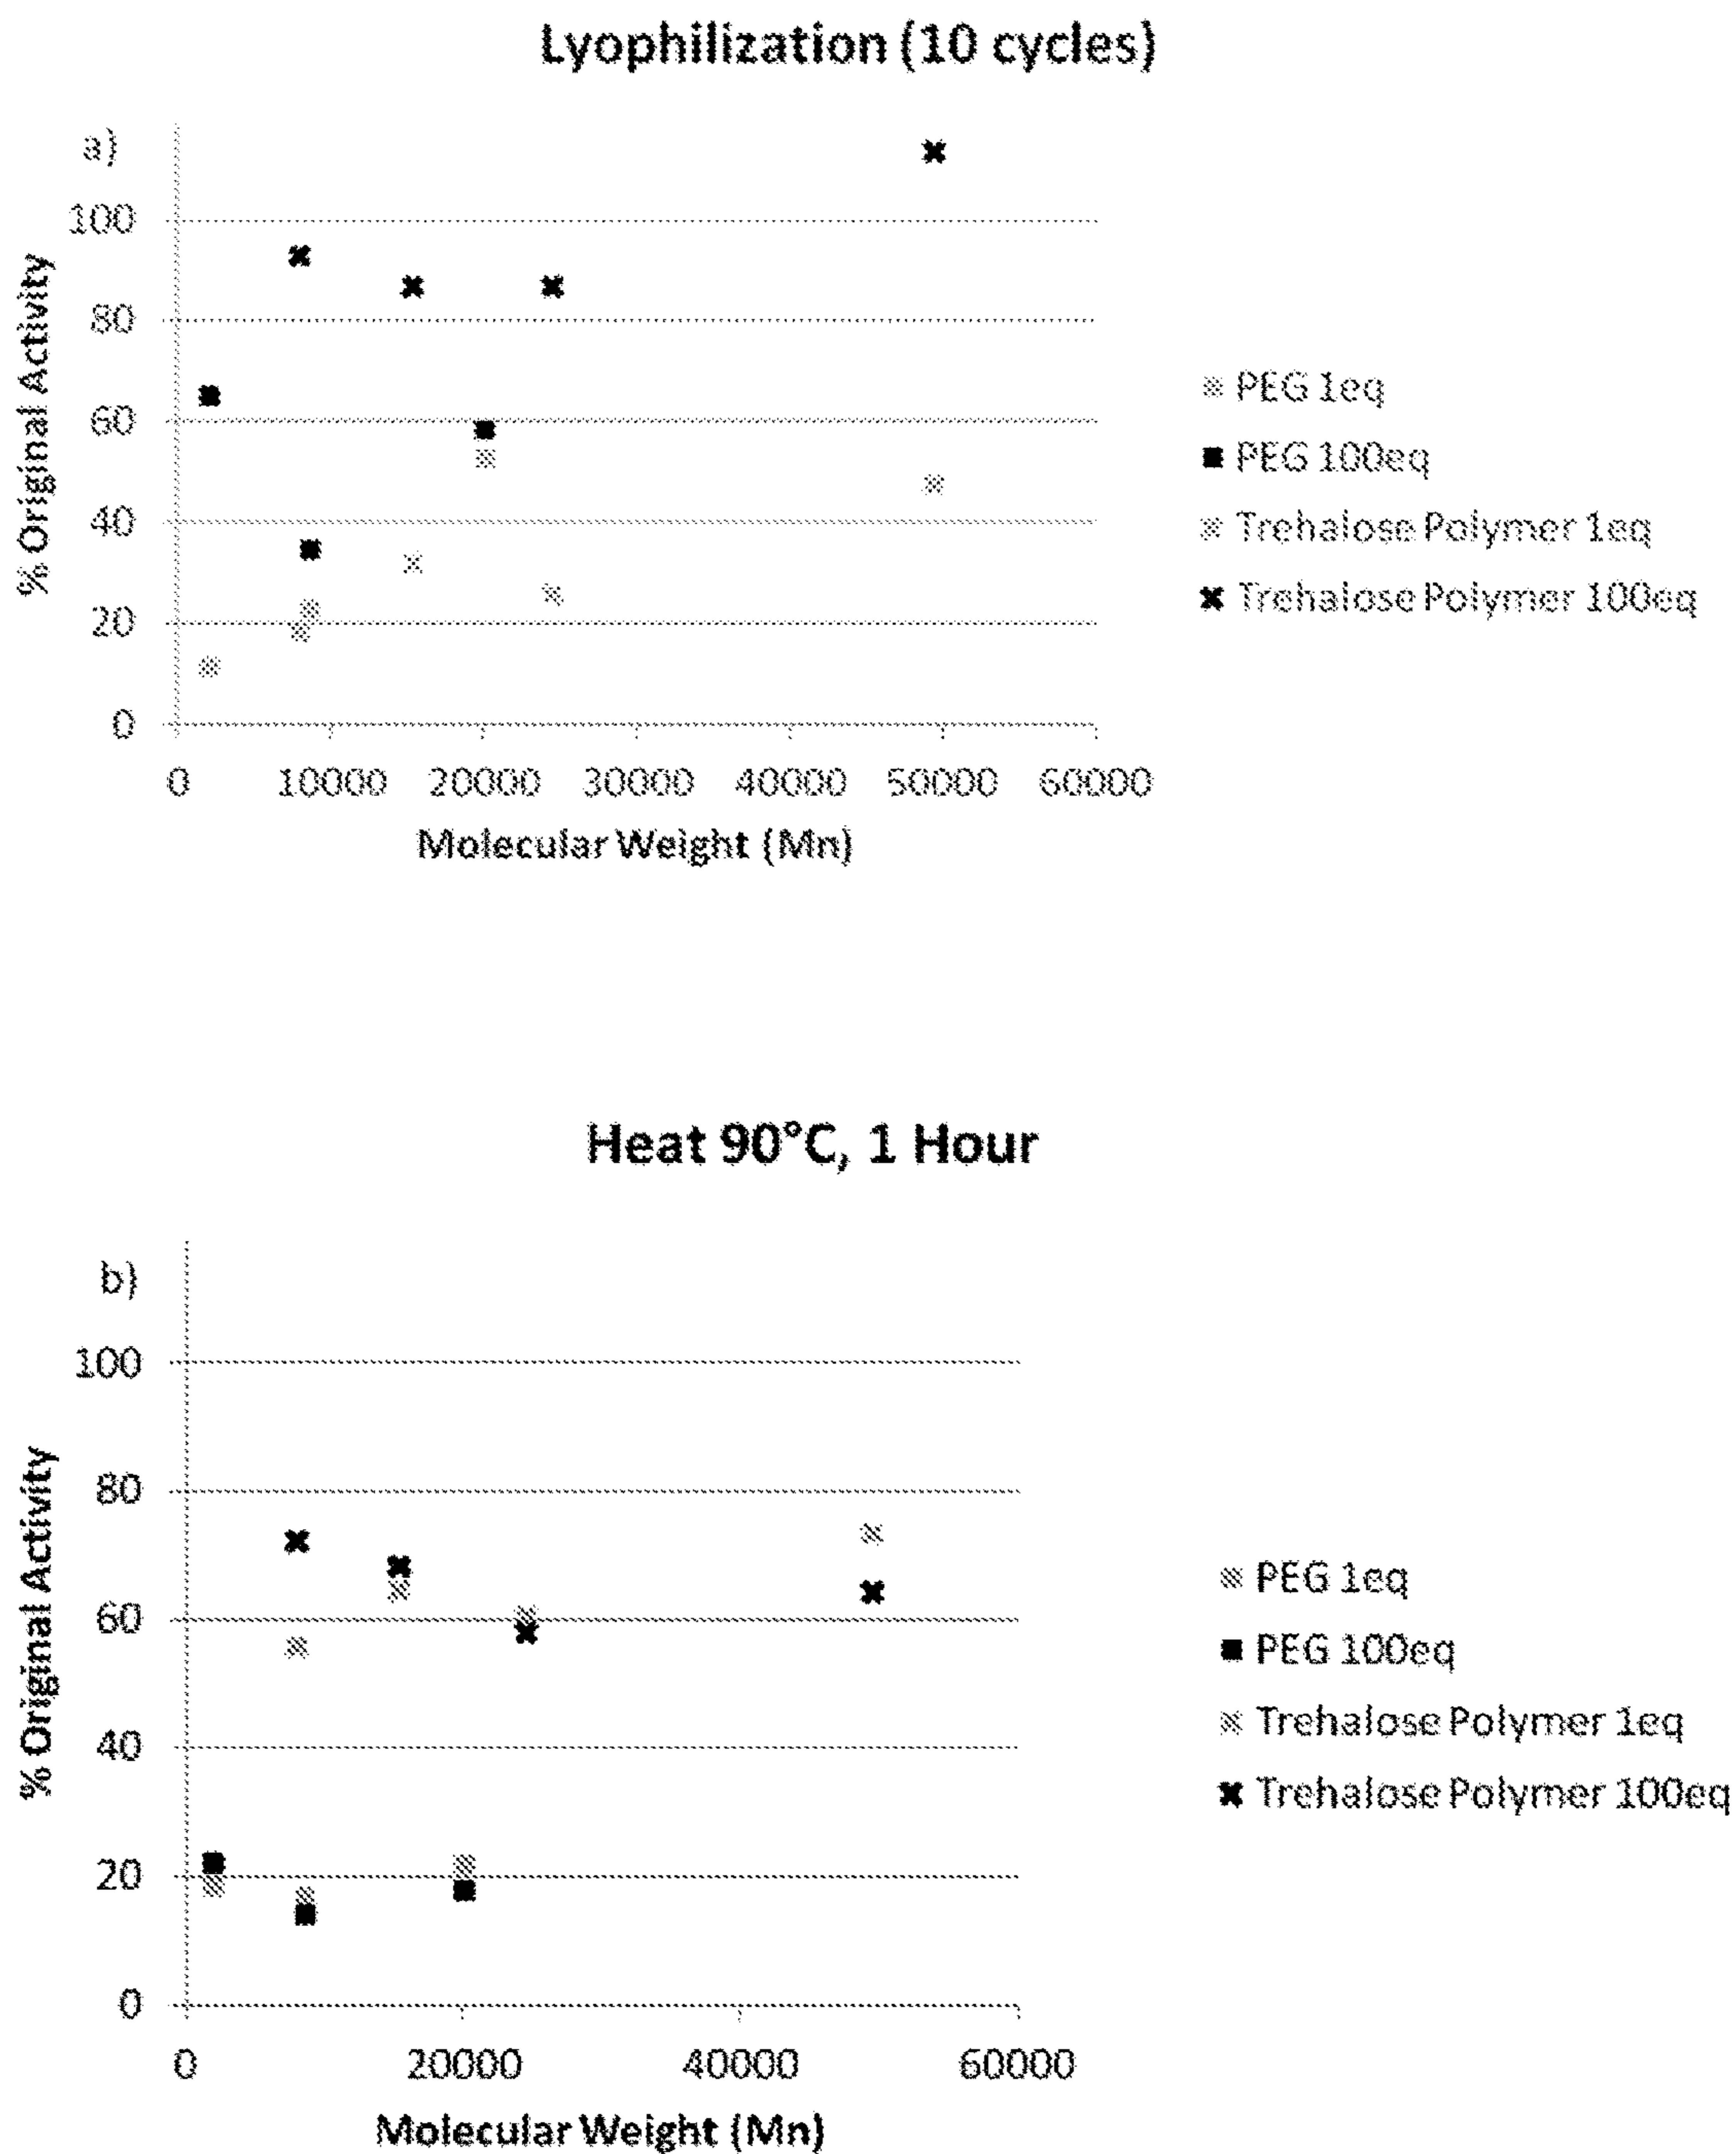 Lyophilization (10 cycles)
a)
100
80
60
40
20
0
% Original Activity
0 10000 20000 30000 40000 50000 60000
Molecular Weight (Mn)
PEG 1eq
PEG 100eq
Trehalose Polymer 1eq
Trehalose Polymer 100eq
Heat 90°C, 1 Hour
b)
100
80
60
40
20
0
% Original Activity
0 20000 40000 60000
Molecular Weight (Mn)
PEG 1eq
PEG 100eq
Trehalose Polymer 1eq
Trehalose Polymer 100eq